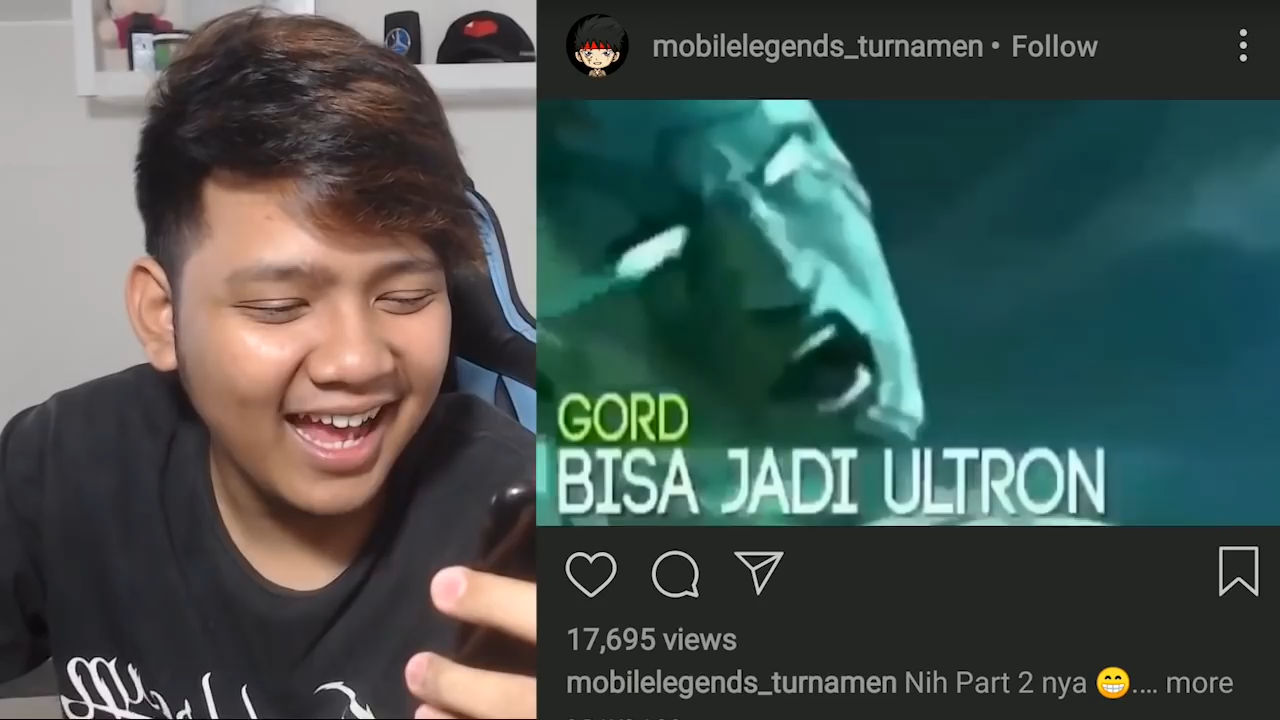 mobilelegends_turnamen • Follow
GORD
BISA JADI ULTRON
17,695 views
mobilelegends_turnamen Nih Part 2 nya 😁.... more